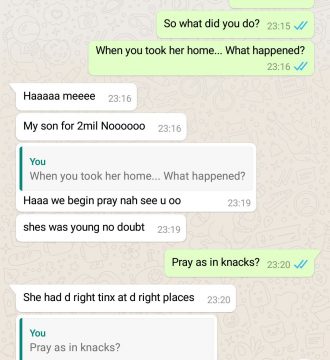 So what did you do? 23:15
When you took her home... What happened?
23:16
Haaaaa meeee 23:16
My son for 2mil Noooooo 23:16
You
When you took her home... What happened?
Haaa we begin pray nah see u oo 23:19
shes was young no doubt 23:19
Pray as in knacks? 23:20
She had d right tinx at d right places 23:20
You
Pray as in knacks?